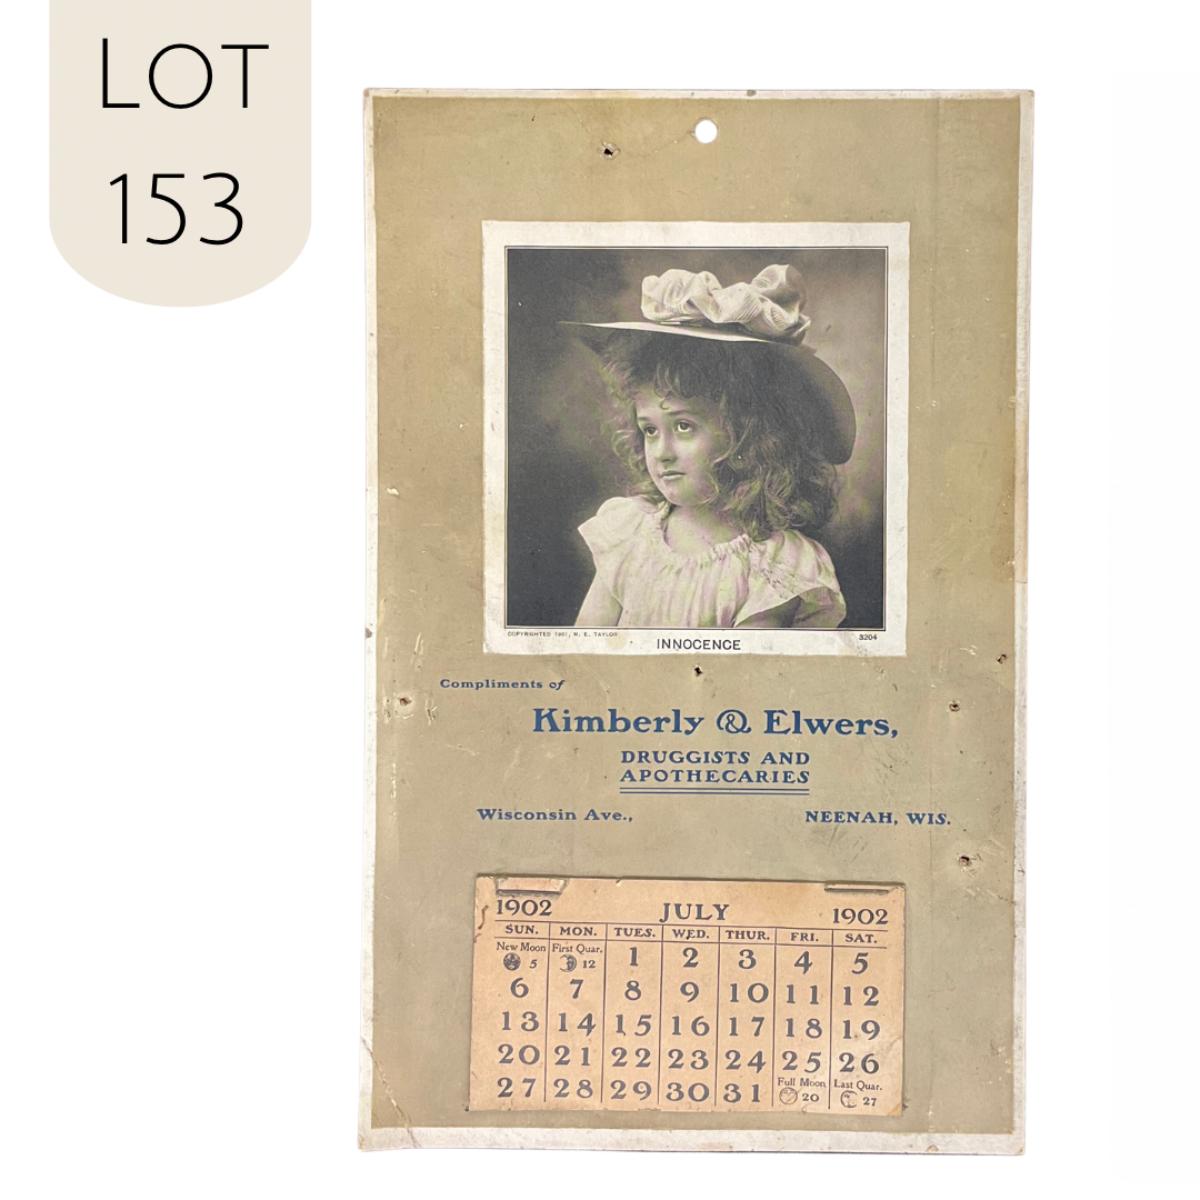 LOT
153
COPYRIGHTED 1901, N. E. TAYLOR
INNOCENCE
3204
Compliments of
Kimberly & Elwers,
DRUGGISTS AND
APOTHECARIES
Wisconsin Ave., NEENAH, WIS.
1902 JULY 1902
SUN. MON. TUES. WED. THUR. FRI. SAT.
New Moon 5 First Quar. 12 1 2 3 4 5
6 7 8 9 10 11 12
13 14 15 16 17 18 19
20 21 22 23 24 25 26
27 28 29 30 31 Full Moon 20 Last Quar. 27